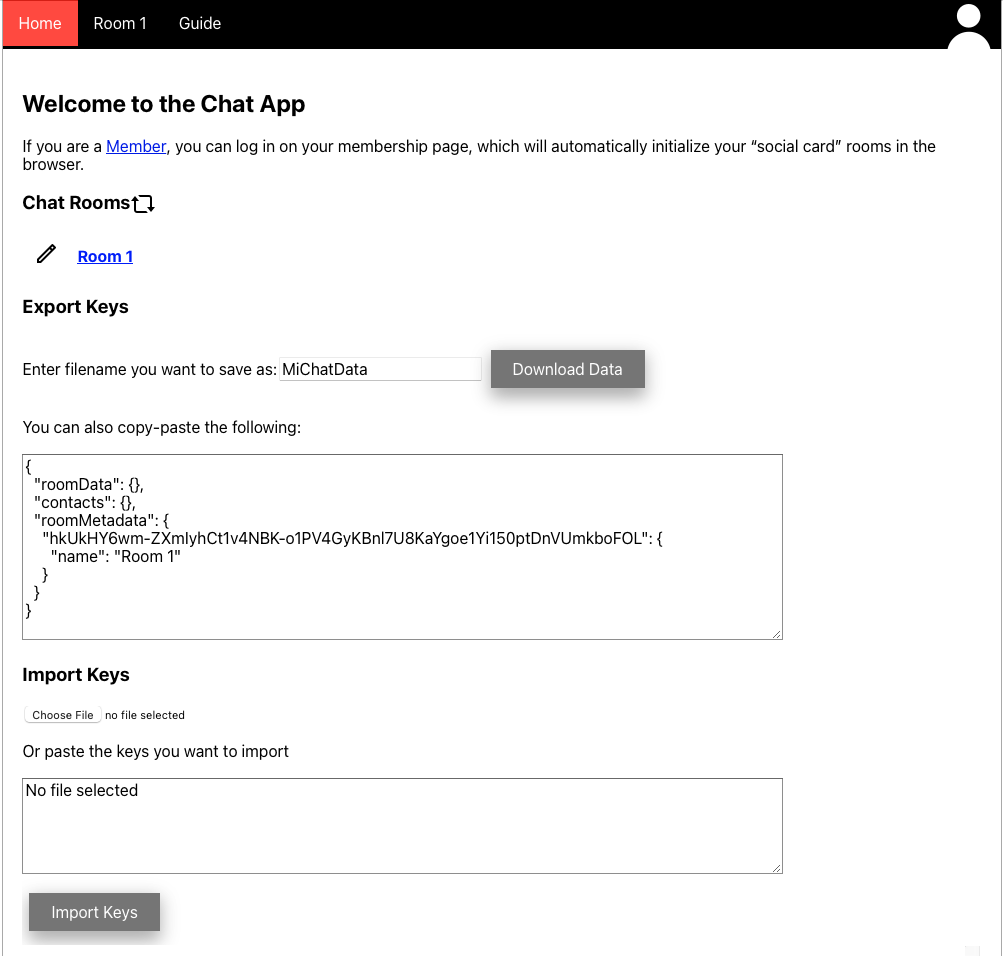 Home Room 1 Guide
Welcome to the Chat App
If you are a Member, you can log in on your membership page, which will automatically initialize your “social card” rooms in the
browser.
Chat Rooms
Room 1
Export Keys
Enter filename you want to save as: MiChatData Download Data
You can also copy-paste the following:
{
"roomData": {},
"contacts": {},
"roomMetadata": {
"hkUkHY6wm-ZXmlyhCt1v4NBK-o1PV4GyKBnl7U8KaYgoe1Yi150ptDnVUmkboFOL": {
"name": "Room 1"
}
}
}
Import Keys
Choose File no file selected
Or paste the keys you want to import
No file selected
Import Keys